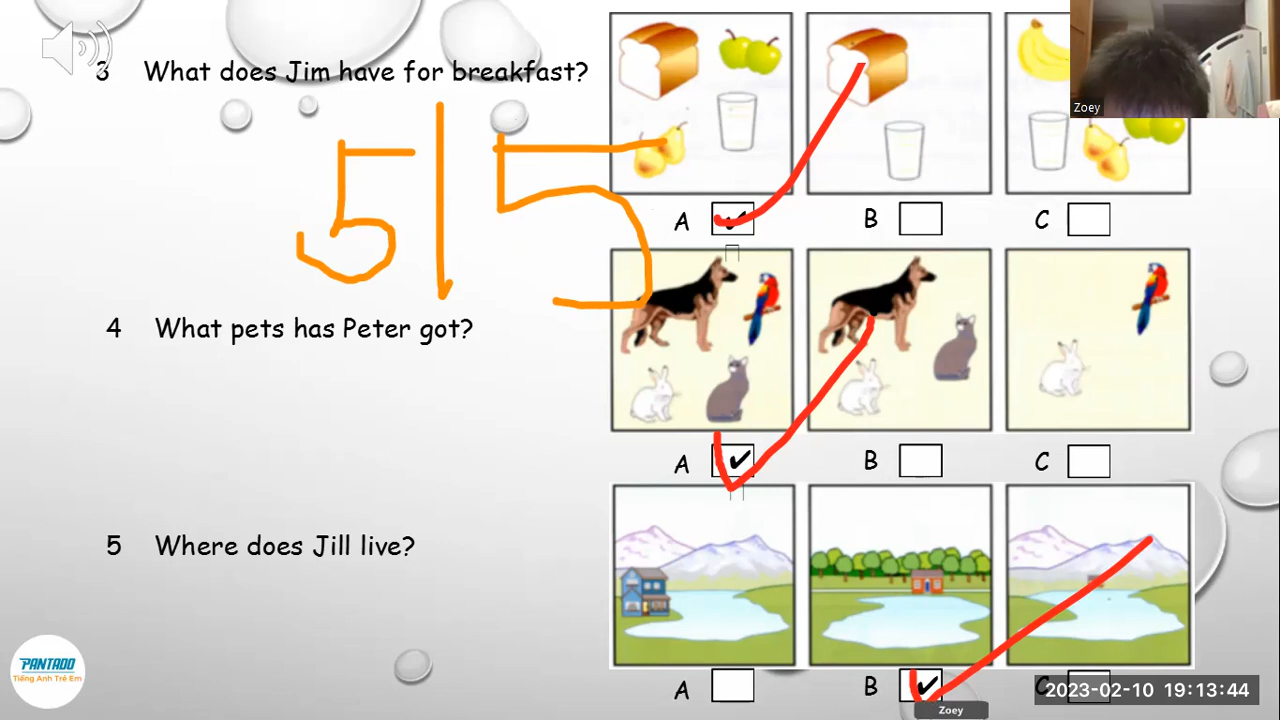 3 What does Jim have for breakfast?
Zoey
A B C
515
4 What pets has Peter got?
A B C
5 Where does Jill live?
PANTADO
Tiếng Anh Trẻ Em
A B C
2023-02-10 19:13:44
Zoey